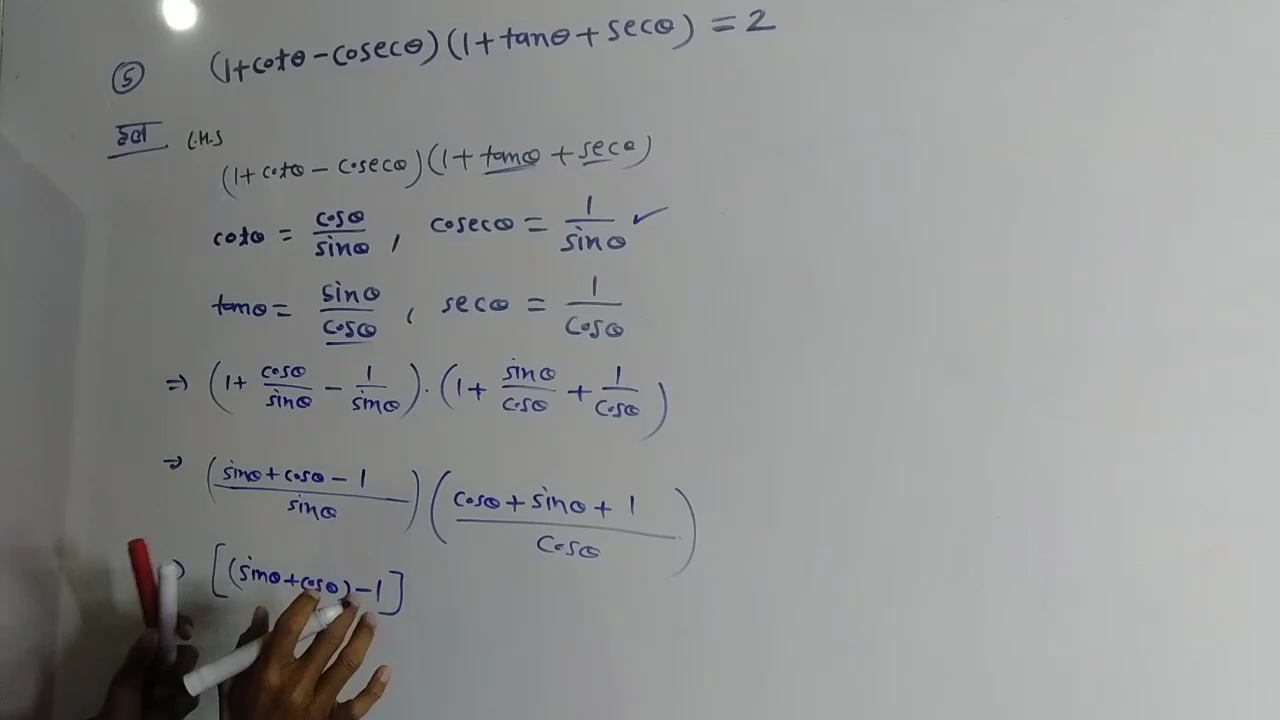 ⑤ (1+cotθ-cosecθ)(1+tanθ+secθ) = 2
हल L.H.S
(1+cotθ - cosecθ)(1+tanθ + secθ)
cotθ = cosθ/sinθ , cosecθ = 1/sinθ ✓
tanθ = sinθ/cosθ , secθ = 1/cosθ
⇒ (1+ cosθ/sinθ - 1/sinθ) · (1+ sinθ/cosθ + 1/cosθ)
⇒ ((sinθ+cosθ-1)/sinθ) ((cosθ+sinθ+1)/cosθ)
⇒ [(sinθ+cosθ)-1]